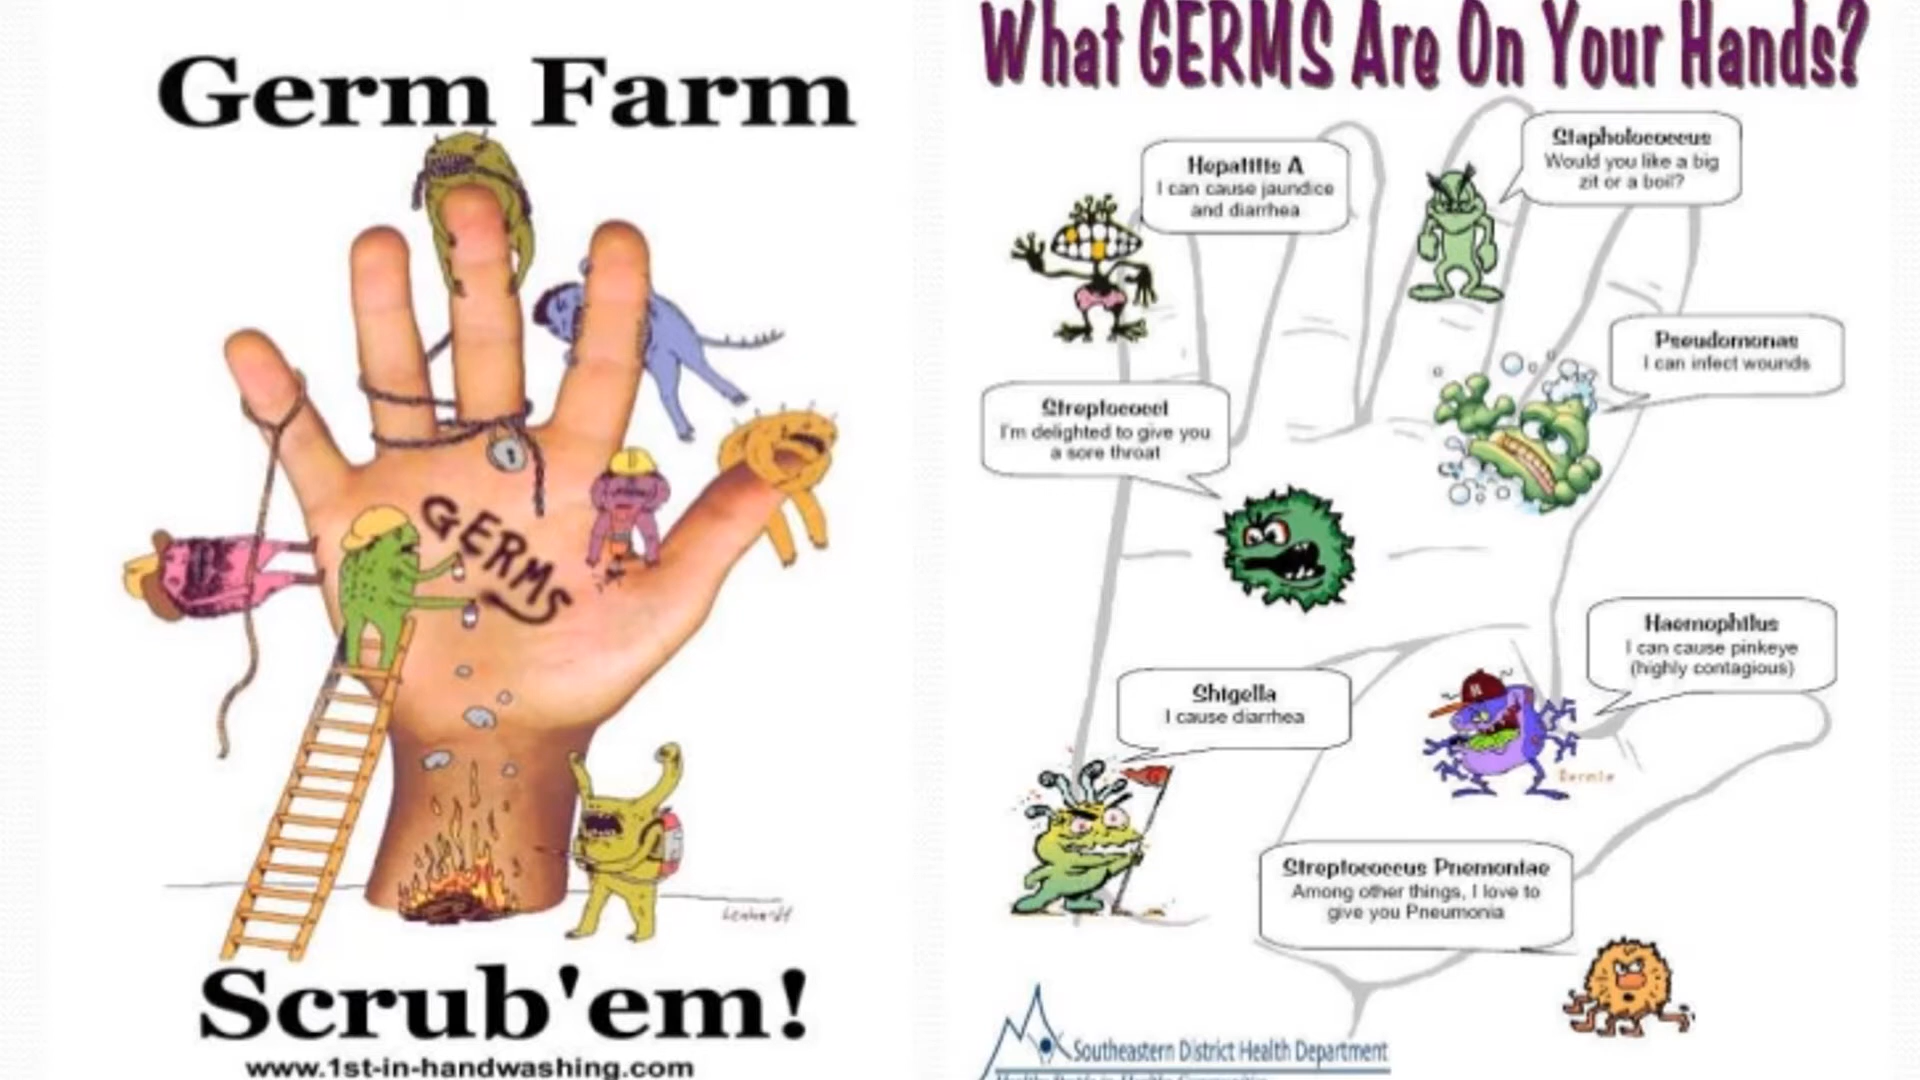 Germ Farm
GERMS
Lenhardt
Scrub'em!
www.1st-in-handwashing.com
What GERMS Are On Your Hands?
Hepatitis A
I can cause jaundice
and diarrhea
Stapholococcus
Would you like a big
zit or a boil?
Pseudomonas
I can infect wounds
Streptococci
I'm delighted to give you
a sore throat
Haemophilus
I can cause pinkeye
(highly contagious)
Shigella
I cause diarrhea
Bernie
Streptococcus Pnemoniae
Among other things, I love to
give you Pneumonia
Southeastern District Health Department